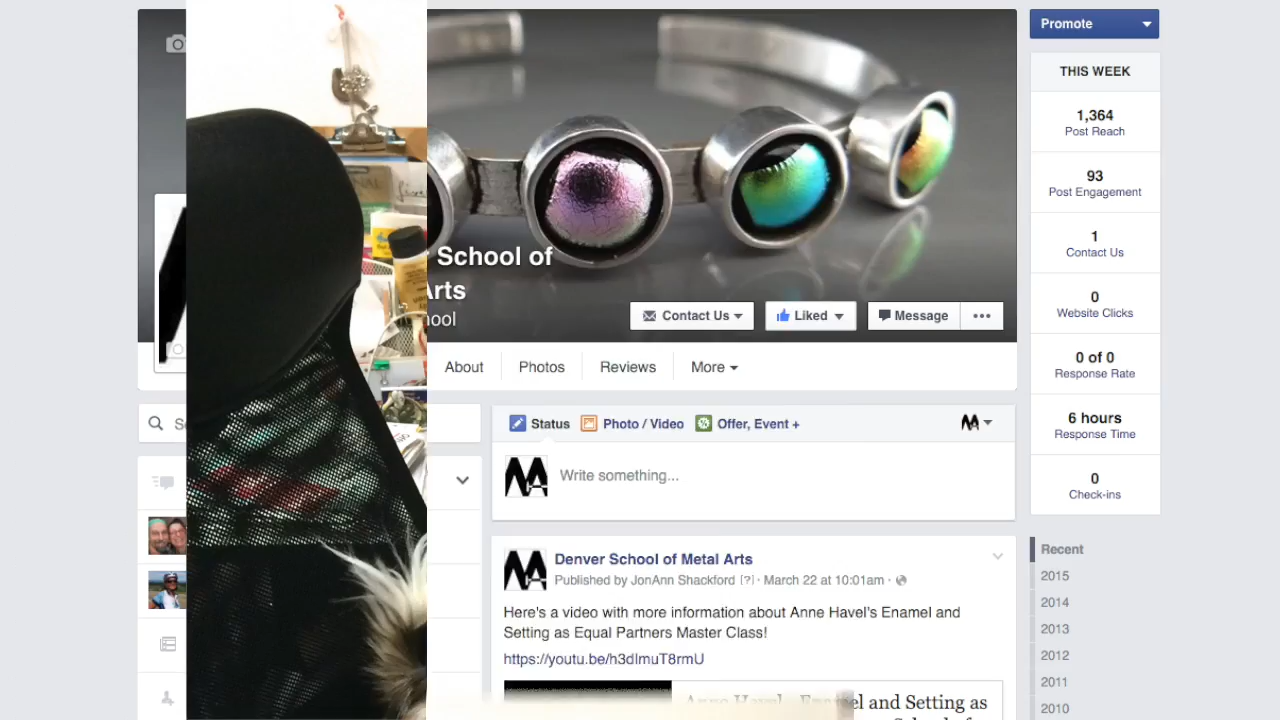 Promote
THIS WEEK
1,364
Post Reach
93
Post Engagement
1
Contact Us
0
Website Clicks
0 of 0
Response Rate
6 hours
Response Time
0
Check-ins
School of
Arts
Contact Us
Liked
Message
About
Photos
Reviews
More
Status
Photo / Video
Offer, Event +
Write something...
Denver School of Metal Arts
Published by JonAnn Shackford [?] · March 22 at 10:01am ·
Here's a video with more information about Anne Havel's Enamel and
Setting as Equal Partners Master Class!
https://youtu.be/h3dImuT8rmU
Anne Havel Enamel and Setting as
Recent
2015
2014
2013
2012
2011
2010